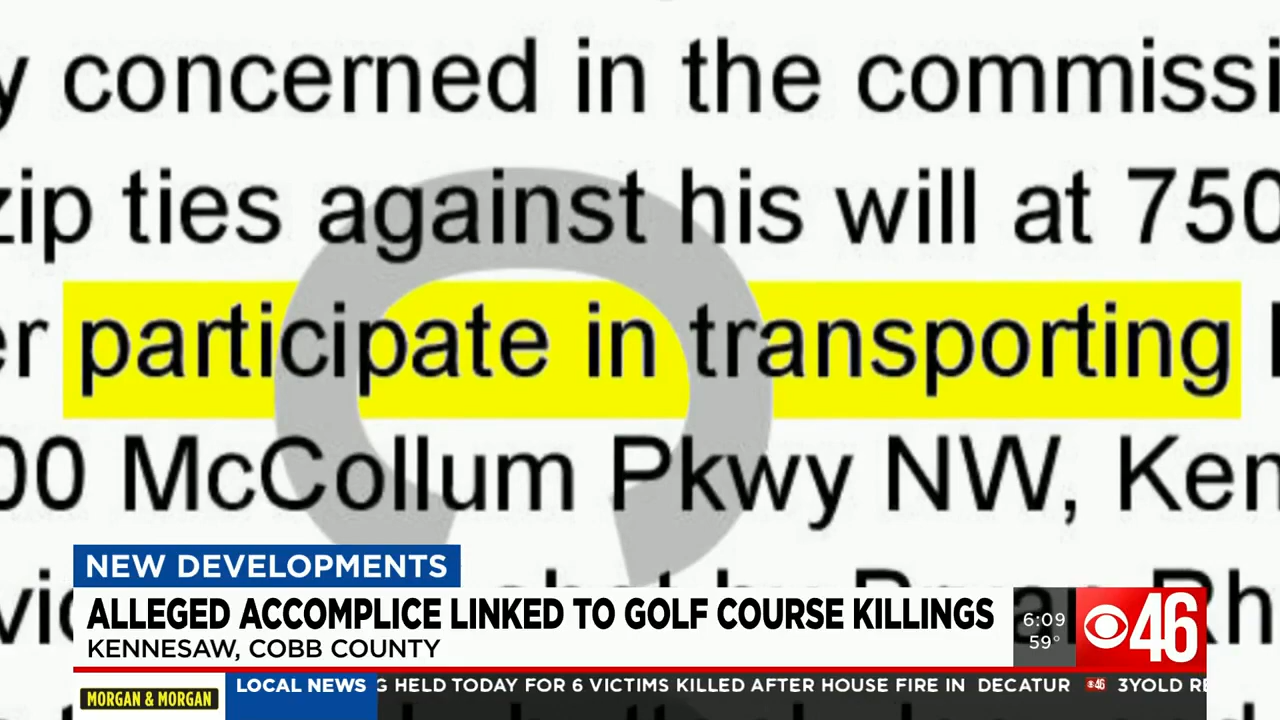 y concerned in the commissi
zip ties against his will at 750
er participate in transporting
00 McCollum Pkwy NW, Ken
NEW DEVELOPMENTS
ALLEGED ACCOMPLICE LINKED TO GOLF COURSE KILLINGS
KENNESAW, COBB COUNTY
6:09
59°
46
MORGAN & MORGAN
LOCAL NEWS
G HELD TODAY FOR 6 VICTIMS KILLED AFTER HOUSE FIRE IN DECATUR 46 3YOLD RE